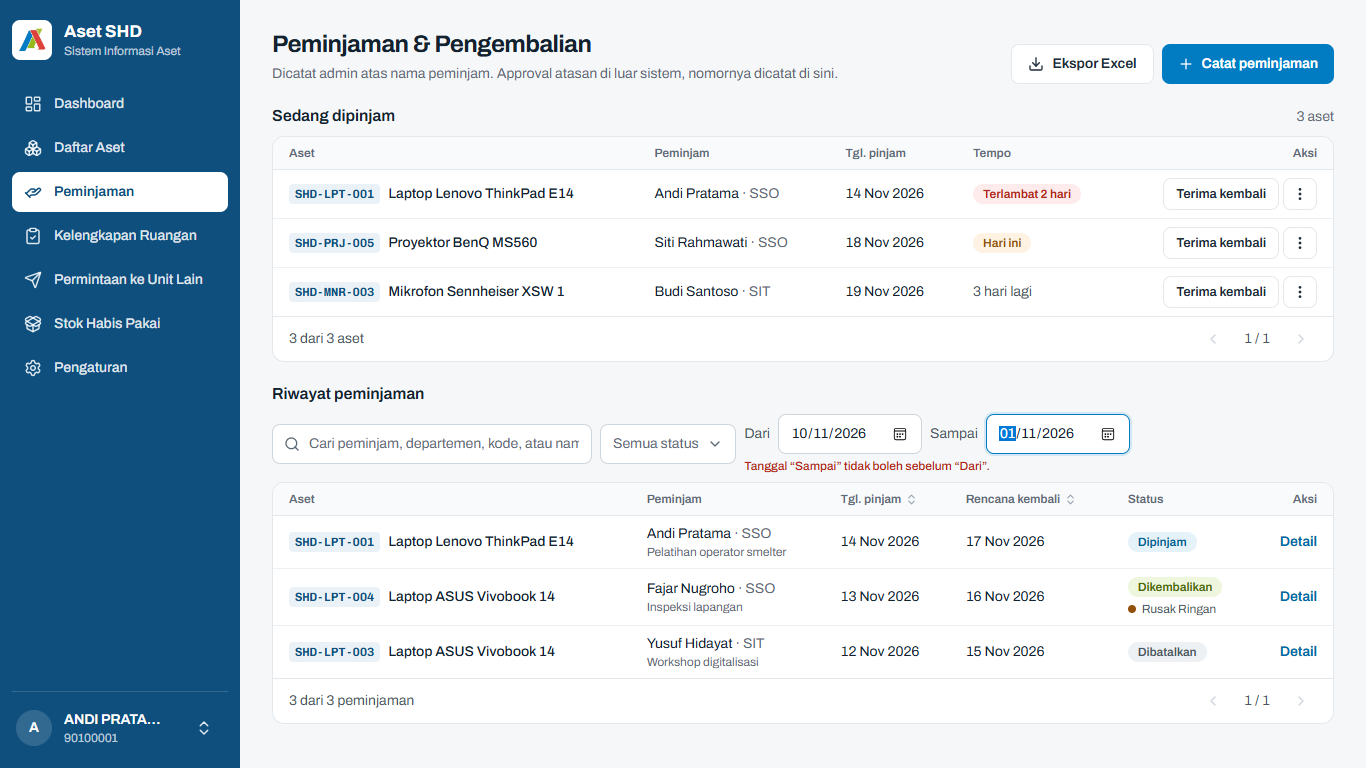 Aset SHD
Sistem Informasi Aset
Dashboard
Daftar Aset
Peminjaman
Kelengkapan Ruangan
Permintaan ke Unit Lain
Stok Habis Pakai
Pengaturan
A
ANDI PRATA...
90100001
Peminjaman & Pengembalian
Dicatat admin atas nama peminjam. Approval atasan di luar sistem, nomornya dicatat di sini.
Ekspor Excel
Catat peminjaman
Sedang dipinjam
3 aset
Aset Peminjam Tgl. pinjam Tempo Aksi
SHD-LPT-001 Laptop Lenovo ThinkPad E14 Andi Pratama · SSO 14 Nov 2026 Terlambat 2 hari Terima kembali
SHD-PRJ-005 Proyektor BenQ MS560 Siti Rahmawati · SSO 18 Nov 2026 Hari ini Terima kembali
SHD-MNR-003 Mikrofon Sennheiser XSW 1 Budi Santoso · SIT 19 Nov 2026 3 hari lagi Terima kembali
3 dari 3 aset 1 / 1
Riwayat peminjaman
Cari peminjam, departemen, kode, atau nam Semua status Dari 10/11/2026 Sampai 01/11/2026
Tanggal “Sampai” tidak boleh sebelum “Dari”.
Aset Peminjam Tgl. pinjam Rencana kembali Status Aksi
SHD-LPT-001 Laptop Lenovo ThinkPad E14 Andi Pratama · SSO 14 Nov 2026 17 Nov 2026 Dipinjam Detail
Pelatihan operator smelter
SHD-LPT-004 Laptop ASUS Vivobook 14 Fajar Nugroho · SSO 13 Nov 2026 16 Nov 2026 Dikembalikan Detail
Inspeksi lapangan Rusak Ringan
SHD-LPT-003 Laptop ASUS Vivobook 14 Yusuf Hidayat · SIT 12 Nov 2026 15 Nov 2026 Dibatalkan Detail
Workshop digitalisasi
3 dari 3 peminjaman 1 / 1